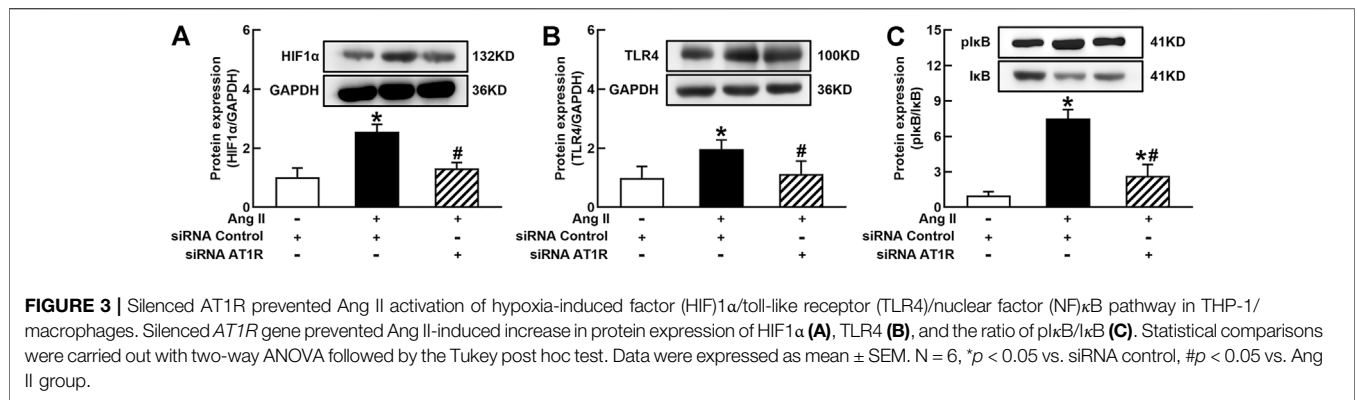 A
Protein expression
(HIF1α/GAPDH)
6
4
2
0
HIF1α
132KD
GAPDH
36KD
*
#
Ang II - + +
siRNA Control + + -
siRNA AT1R - - +
B
Protein expression
(TLR4/GAPDH)
6
4
2
0
TLR4
100KD
GAPDH
36KD
*
#
Ang II - + +
siRNA Control + + -
siRNA AT1R - - +
C
Protein expression
(pIκB/IκB)
15
12
9
6
3
0
pIκB
41KD
IκB
41KD
*
*#
Ang II - + +
siRNA Control + + -
siRNA AT1R - - +
FIGURE 3 | Silenced AT1R prevented Ang II activation of hypoxia-induced factor (HIF)1α/toll-like receptor (TLR4)/nuclear factor (NF)κB pathway in THP-1/
macrophages. Silenced AT1R gene prevented Ang II-induced increase in protein expression of HIF1α (A), TLR4 (B), and the ratio of pIκB/IκB (C). Statistical comparisons
were carried out with two-way ANOVA followed by the Tukey post hoc test. Data were expressed as mean ± SEM. N = 6, *p < 0.05 vs. siRNA control, #p < 0.05 vs. Ang
II group.